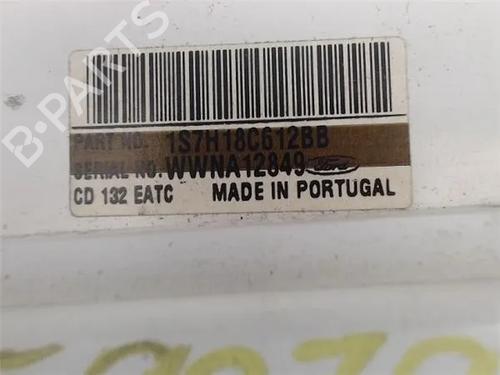 PART NO. 1S7H18C612BB
SERIAL NO. WWNA12849 Ford
CD 132 EATC MADE IN PORTUGAL
B-PARTS